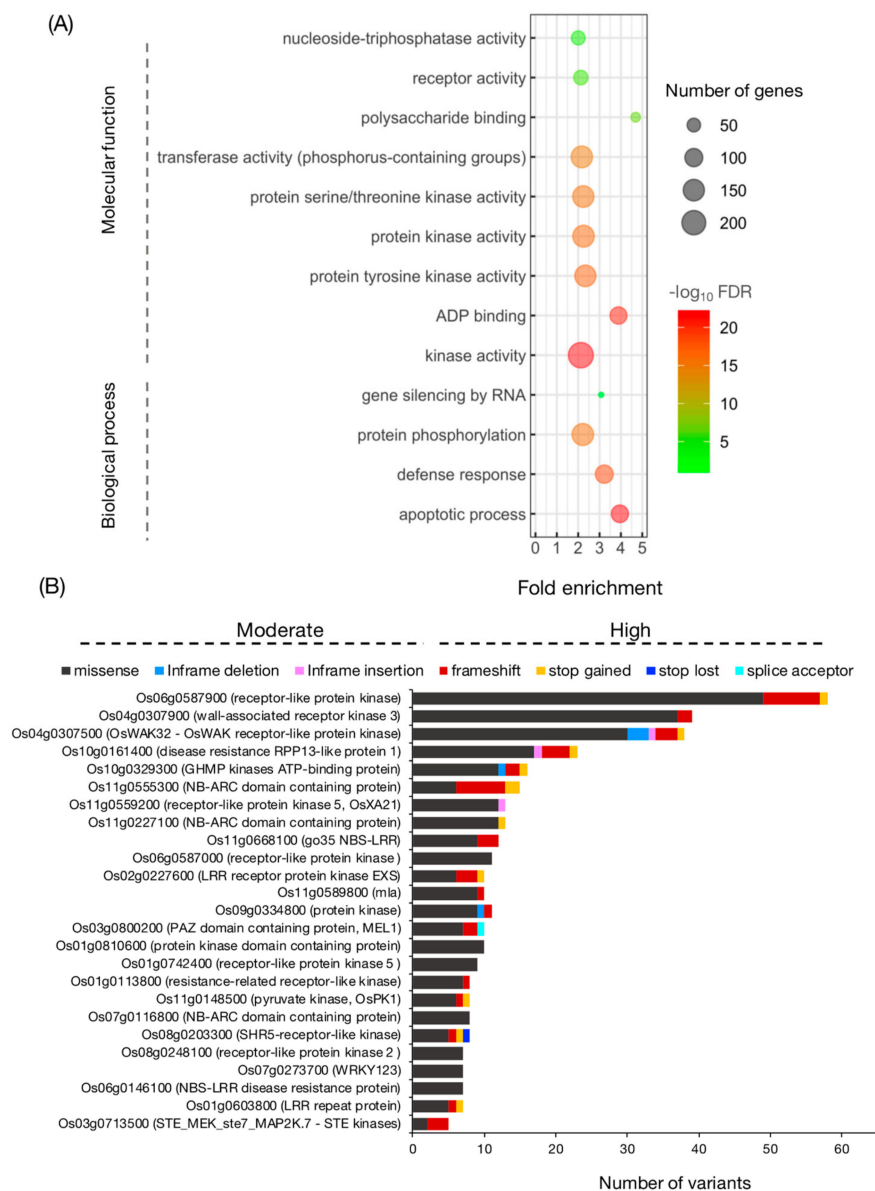 (A)
Molecular function
Biological process
nucleoside-triphosphatase activity
receptor activity
polysaccharide binding
transferase activity (phosphorus-containing groups)
protein serine/threonine kinase activity
protein kinase activity
protein tyrosine kinase activity
ADP binding
kinase activity
gene silencing by RNA
protein phosphorylation
defense response
apoptotic process
0 1 2 3 4 5
Fold enrichment
Number of genes
50
100
150
200
-log₁₀ FDR
20
15
10
5
(B)
Moderate High
missense Inframe deletion Inframe insertion frameshift stop gained stop lost splice acceptor
Os06g0587900 (receptor-like protein kinase)
Os04g0307900 (wall-associated receptor kinase 3)
Os04g0307500 (OsWAK32 - OsWAK receptor-like protein kinase)
Os10g0161400 (disease resistance RPP13-like protein 1)
Os10g0329300 (GHMP kinases ATP-binding protein)
Os11g0555300 (NB-ARC domain containing protein)
Os11g0559200 (receptor-like protein kinase 5, OsXA21)
Os11g0227100 (NB-ARC domain containing protein)
Os11g0668100 (go35 NBS-LRR)
Os06g0587000 (receptor-like protein kinase )
Os02g0227600 (LRR receptor protein kinase EXS)
Os11g0589800 (mla)
Os09g0334800 (protein kinase)
Os03g0800200 (PAZ domain containing protein, MEL1)
Os01g0810600 (protein kinase domain containing protein)
Os01g0742400 (receptor-like protein kinase 5 )
Os01g0113800 (resistance-related receptor-like kinase)
Os11g0148500 (pyruvate kinase, OsPK1)
Os07g0116800 (NB-ARC domain containing protein)
Os08g0203300 (SHR5-receptor-like kinase)
Os08g0248100 (receptor-like protein kinase 2 )
Os07g0273700 (WRKY123)
Os06g0146100 (NBS-LRR disease resistance protein)
Os01g0603800 (LRR repeat protein)
Os03g0713500 (STE_MEK_ste7_MAP2K.7 - STE kinases)
0 10 20 30 40 50 60
Number of variants